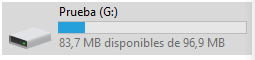 Prueba (G:)
83,7 MB disponibles de 96,9 MB